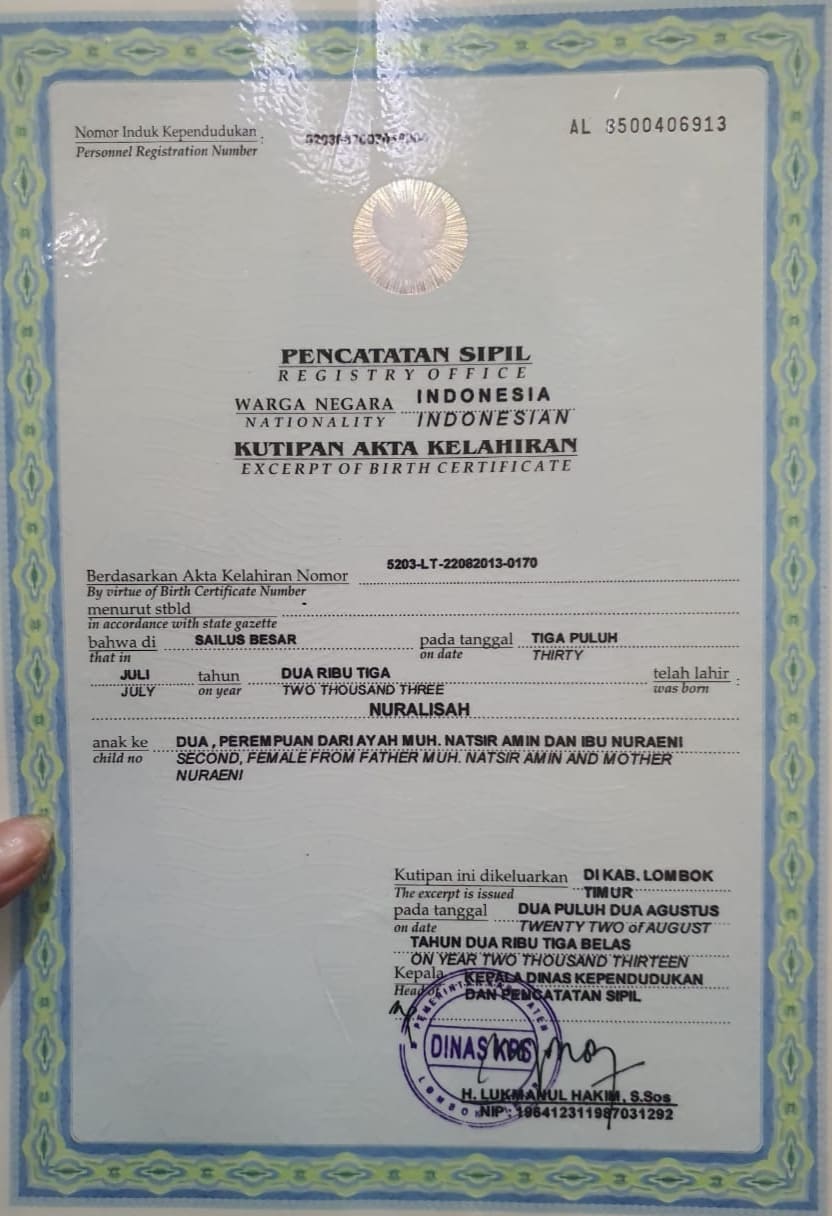 Nomor Induk Kependudukan :
Personnel Registration Number
AL 8500406913
PENCATATAN SIPIL
REGISTRY OFFICE
WARGA NEGARA INDONESIA
NATIONALITY INDONESIAN
KUTIPAN AKTA KELAHIRAN
EXCERPT OF BIRTH CERTIFICATE
Berdasarkan Akta Kelahiran Nomor 5203-LT-22082013-0170
By virtue of Birth Certificate Number
menurut stbld -
in accordance with state gazette
bahwa di SAILUS BESAR pada tanggal TIGA PULUH
that in on date THIRTY
JULI tahun DUA RIBU TIGA telah lahir :
JULY on year TWO THOUSAND THREE was born
NURALISAH
anak ke DUA , PEREMPUAN DARI AYAH MUH. NATSIR AMIN DAN IBU NURAENI
child no SECOND, FEMALE FROM FATHER MUH. NATSIR AMIN AND MOTHER
NURAENI
Kutipan ini dikeluarkan DI KAB. LOMBOK
The excerpt is issued TIMUR
pada tanggal DUA PULUH DUA AGUSTUS
on date TWENTY TWO of AUGUST
TAHUN DUA RIBU TIGA BELAS
ON YEAR TWO THOUSAND THIRTEEN
Kepala KEPALA DINAS KEPENDUDUKAN
Head of DAN PENCATATAN SIPIL
PEMERINTAH KABUPATEN
DINAS KPS
LOMBOK
H. LUKMANUL HAKIM, S.Sos
NIP : 196412311987031292